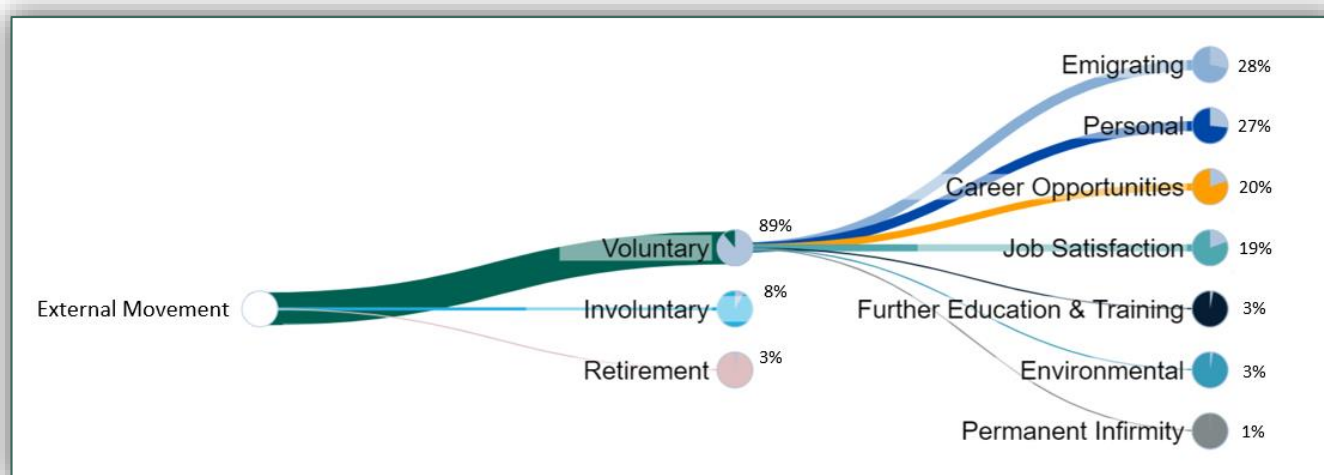 Emigrating 28%
Personal 27%
Career Opportunities 20%
89%
Voluntary
Job Satisfaction 19%
External Movement
8%
Involuntary
Further Education & Training 3%
3%
Retirement
Environmental 3%
Permanent Infirmity 1%